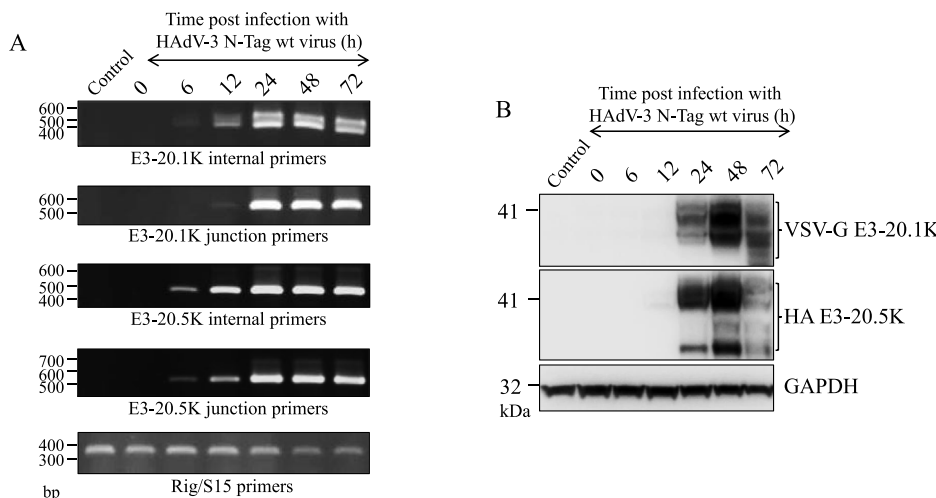 A
Time post infection with
HAdV-3 N-Tag wt virus (h)
Control 0 6 12 24 48 72
600
500
400
E3-20.1K internal primers
600
500
E3-20.1K junction primers
600
500
400
E3-20.5K internal primers
700
600
500
E3-20.5K junction primers
400
300
bp
Rig/S15 primers
B
Time post infection with
HAdV-3 N-Tag wt virus (h)
Control 0 6 12 24 48 72
41
VSV-G E3-20.1K
41
HA E3-20.5K
32
kDa
GAPDH